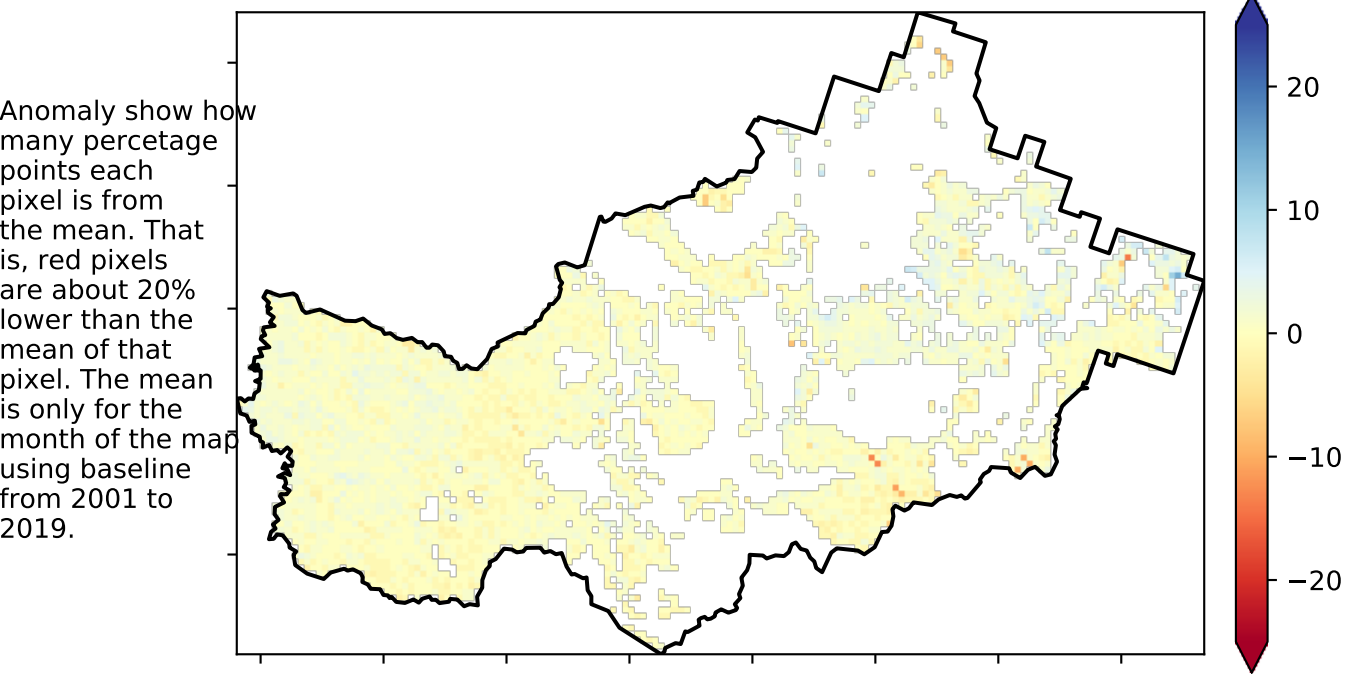 Anomaly show how
many percetage
points each
pixel is from
the mean. That
is, red pixels
are about 20%
lower than the
mean of that
pixel. The mean
is only for the
month of the map
using baseline
from 2001 to
2019.
20
10
0
−10
−20